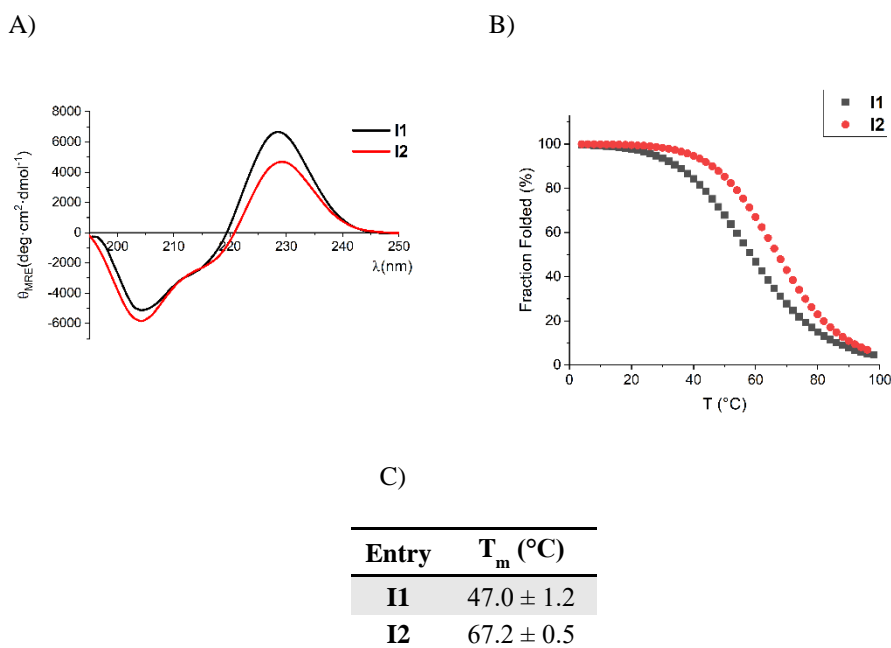 A)
8000
6000
4000
2000
0
-2000
-4000
-6000
θMRE(deg·cm²·dmol⁻¹)
200
210
220
230
240
250
λ(nm)
I1
I2
B)
I1
I2
100
80
60
40
20
0
Fraction Folded (%)
0
20
40
60
80
100
T (°C)
C)
Entry Tm (°C)
I1 47.0 ± 1.2
I2 67.2 ± 0.5